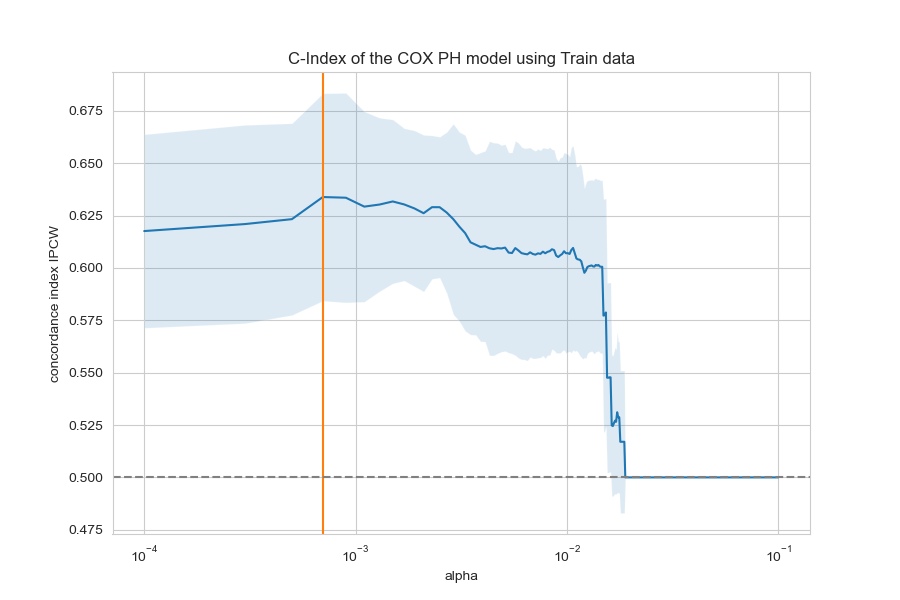 C-Index of the COX PH model using Train data
concordance index IPCW
0.675
0.650
0.625
0.600
0.575
0.550
0.525
0.500
0.475
10⁻⁴ 10⁻³ 10⁻² 10⁻¹
alpha